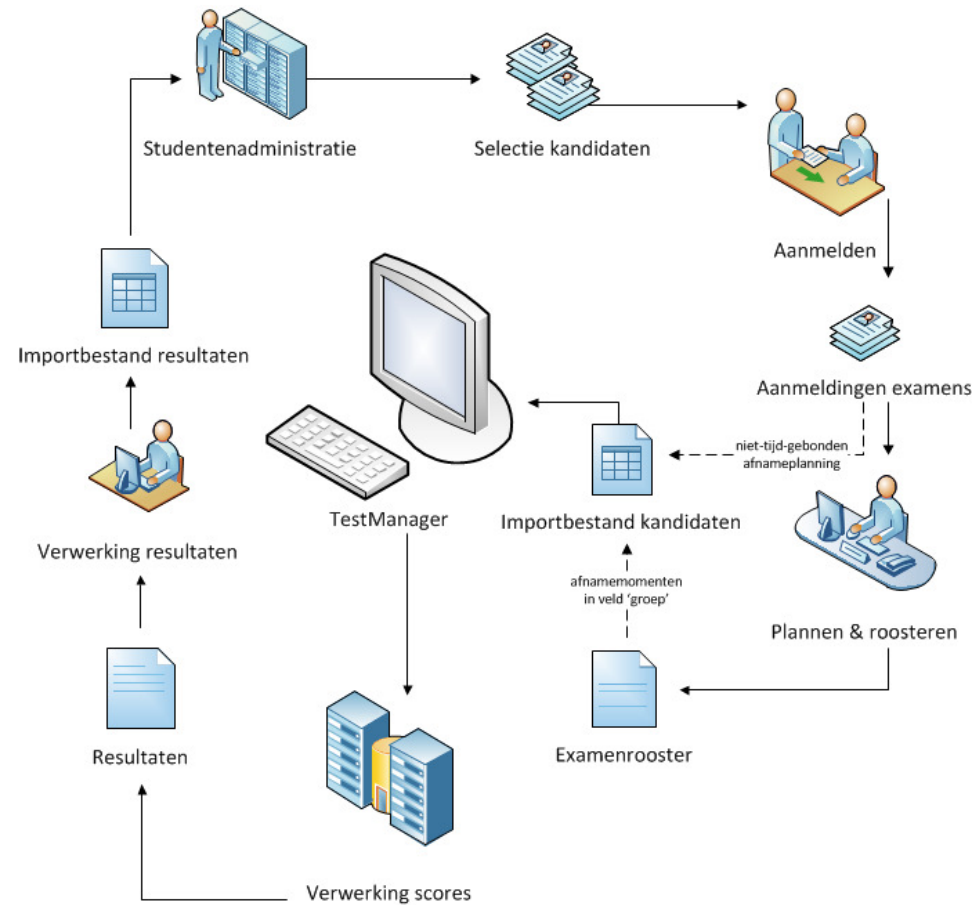 Studentenadministratie
Selectie kandidaten
Aanmelden
Importbestand resultaten
Aanmeldingen examens
niet-tijd-gebonden
afnameplanning
TestManager
Importbestand kandidaten
Verwerking resultaten
afnamemomenten
in veld ‘groep’
Plannen & roosteren
Resultaten
Examenrooster
Verwerking scores